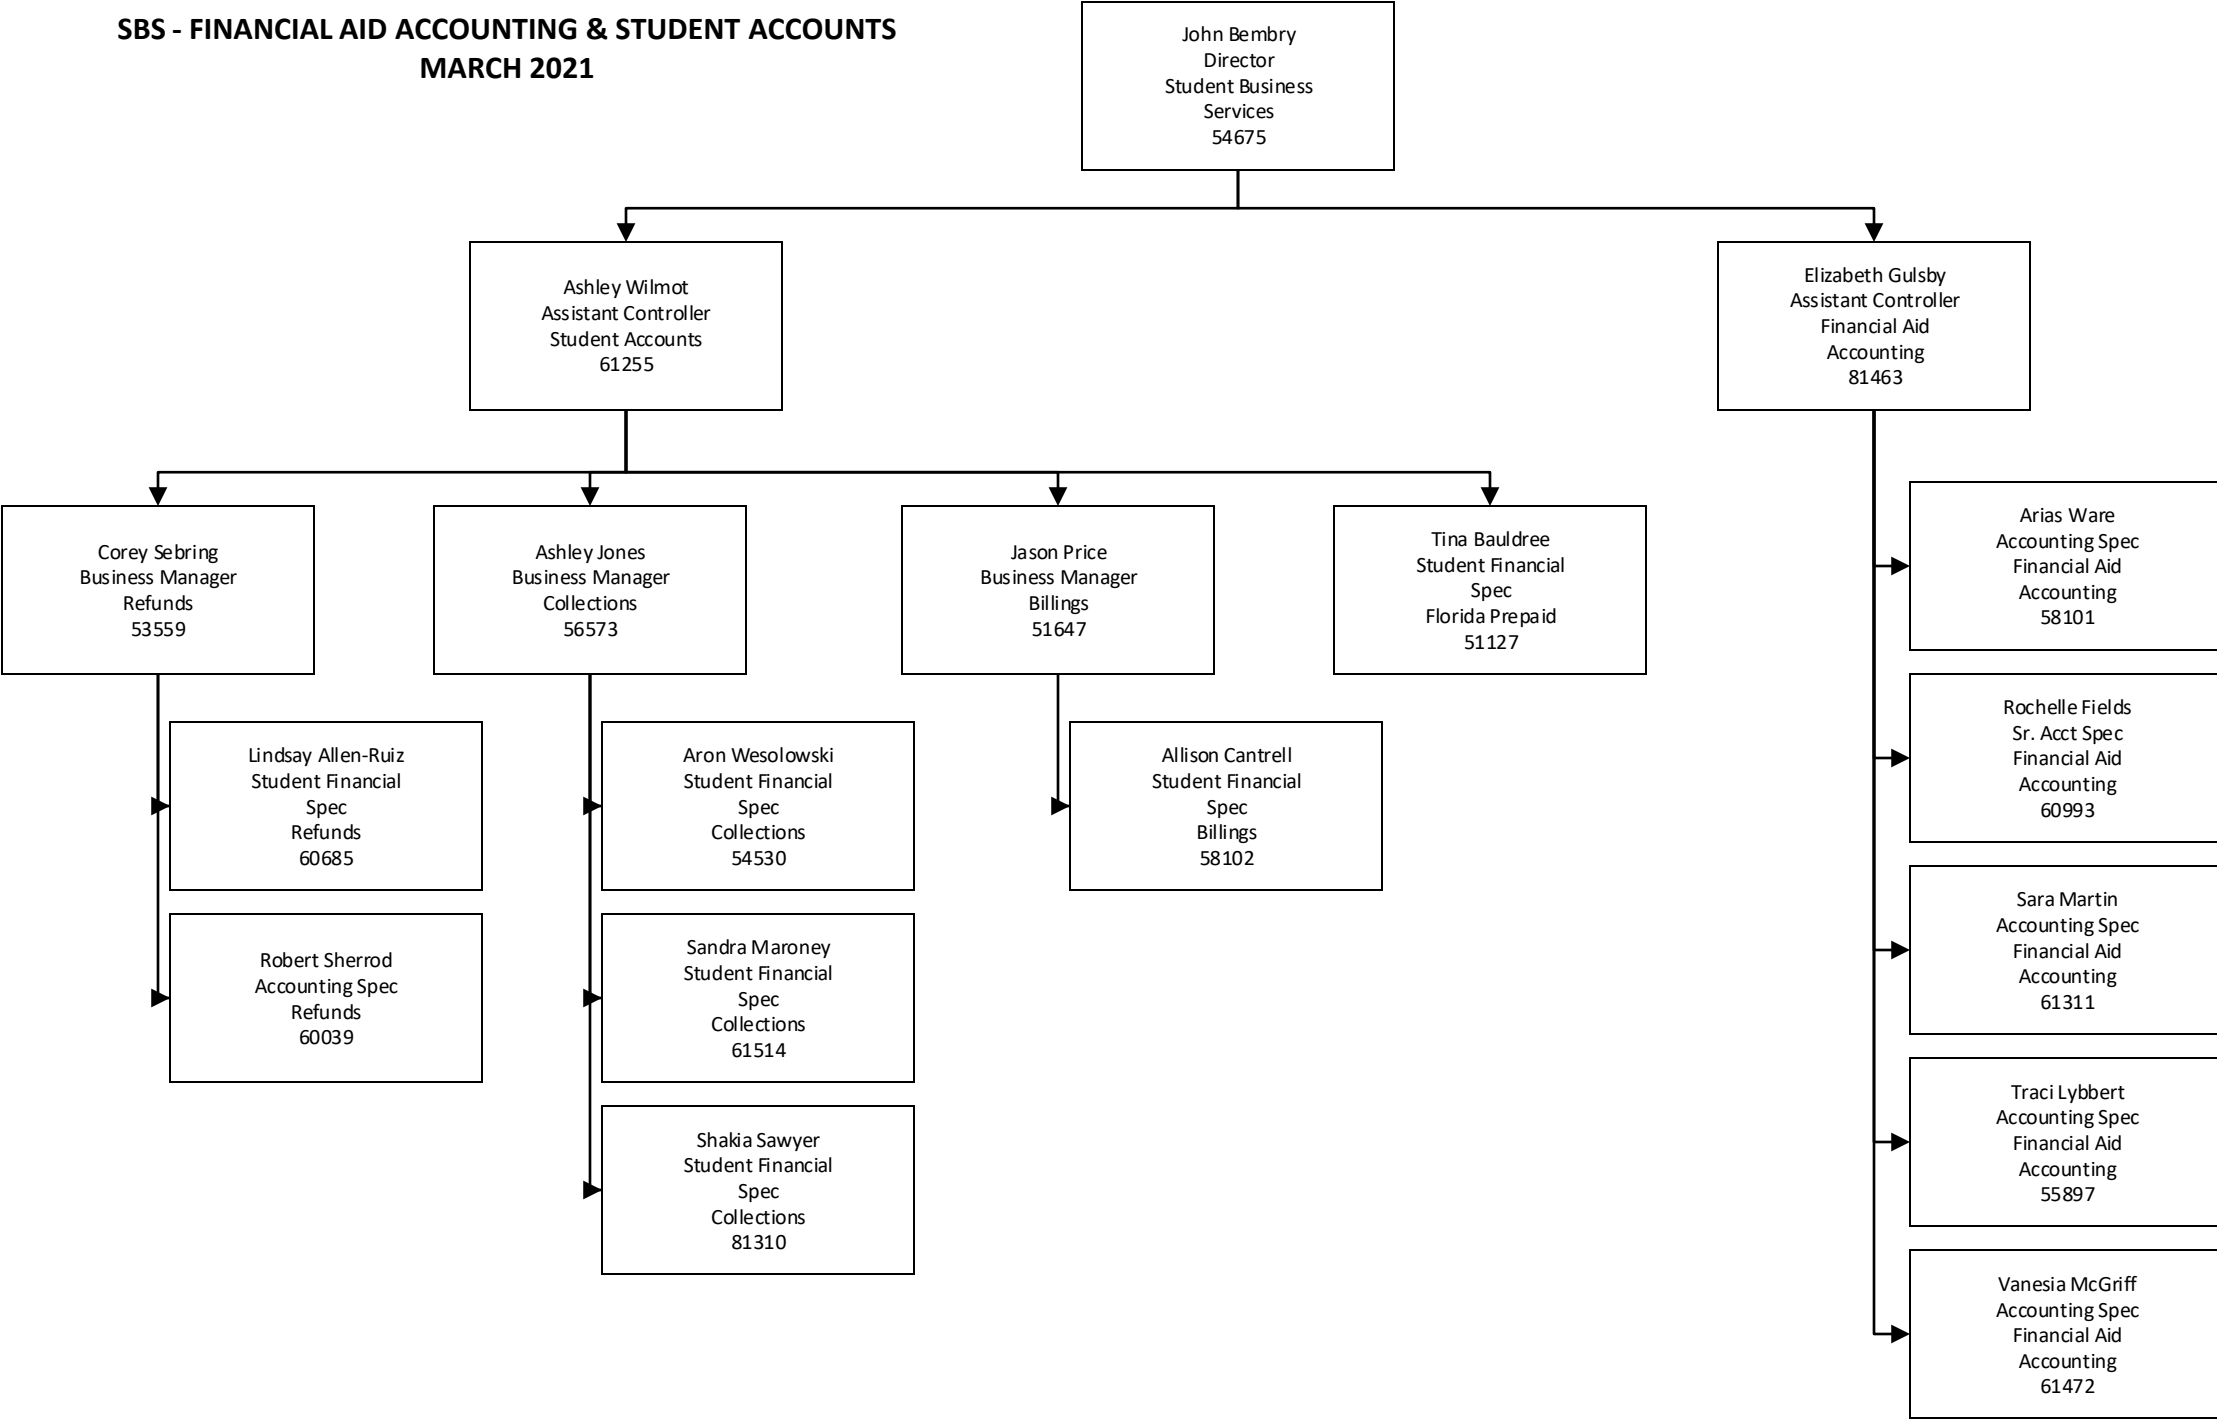 SBS - FINANCIAL AID ACCOUNTING & STUDENT ACCOUNTS
MARCH 2021
John Bembry
Director
Student Business
Services
54675
Ashley Wilmot
Assistant Controller
Student Accounts
61255
Elizabeth Gulsby
Assistant Controller
Financial Aid
Accounting
81463
Corey Sebring
Business Manager
Refunds
53559
Ashley Jones
Business Manager
Collections
56573
Jason Price
Business Manager
Billings
51647
Tina Bauldree
Student Financial
Spec
Florida Prepaid
51127
Lindsay Allen-Ruiz
Student Financial
Spec
Refunds
60685
Robert Sherrod
Accounting Spec
Refunds
60039
Aron Wesolowski
Student Financial
Spec
Collections
54530
Sandra Maroney
Student Financial
Spec
Collections
61514
Shakia Sawyer
Student Financial
Spec
Collections
81310
Allison Cantrell
Student Financial
Spec
Billings
58102
Arias Ware
Accounting Spec
Financial Aid
Accounting
58101
Rochelle Fields
Sr. Acct Spec
Financial Aid
Accounting
60993
Sara Martin
Accounting Spec
Financial Aid
Accounting
61311
Traci Lybbert
Accounting Spec
Financial Aid
Accounting
55897
Vanesia McGriff
Accounting Spec
Financial Aid
Accounting
61472